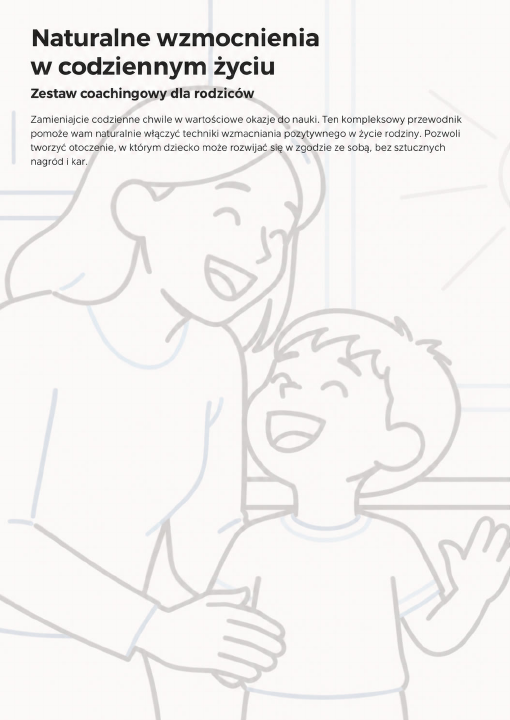 Naturalne wzmocnienia
w codziennym życiu
Zestaw coachingowy dla rodziców
Zamieniajcie codzienne chwile w wartościowe okazje do nauki. Ten kompleksowy przewodnik
pomoże wam naturalnie włączyć techniki wzmacniania pozytywnego w życie rodziny. Pozwoli
tworzyć otoczenie, w którym dziecko może rozwijać się w zgodzie ze sobą, bez sztucznych
nagród i kar.